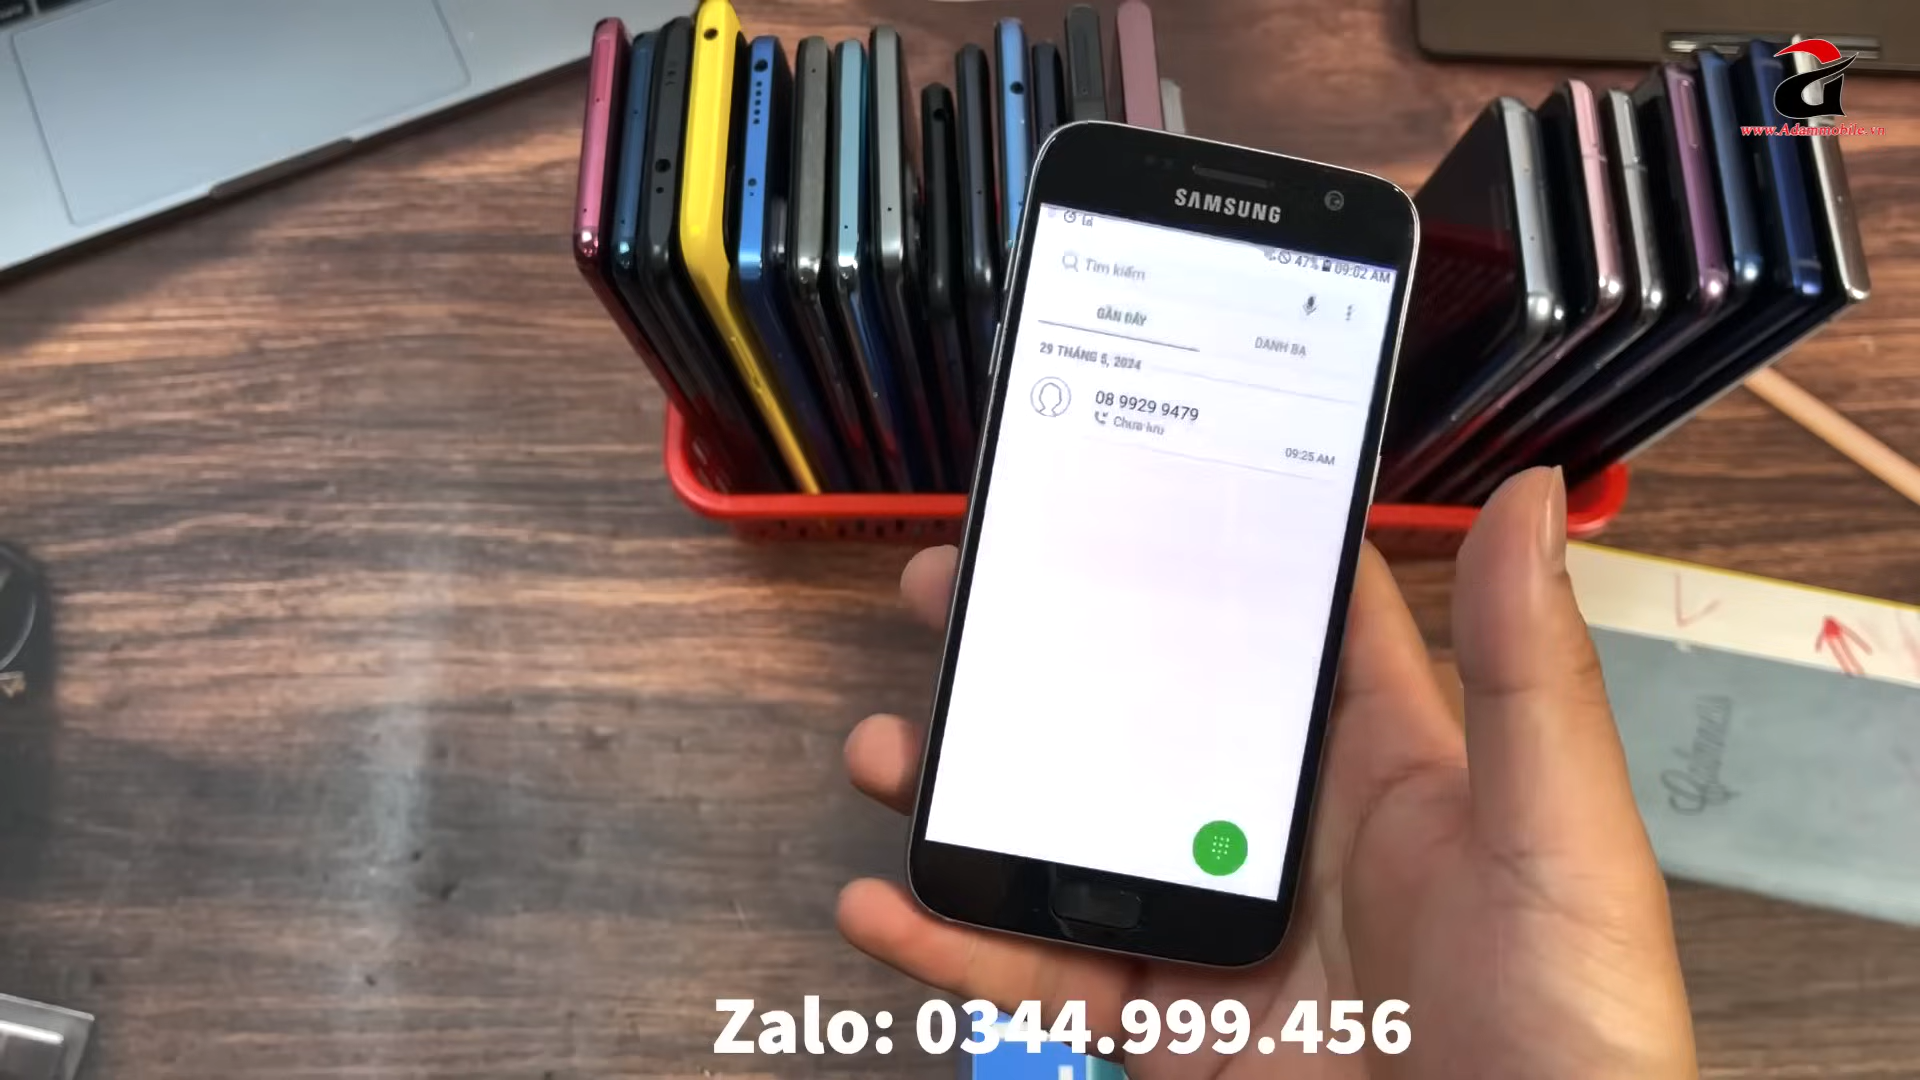 www.Adammobile.vn
SAMSUNG
47% 09:02 AM
Tìm kiếm
GẦN ĐÂY
DANH BẠ
29 THÁNG 5, 2024
08 9929 9479
Chưa lưu
09:25 AM
Zalo: 0344.999.456